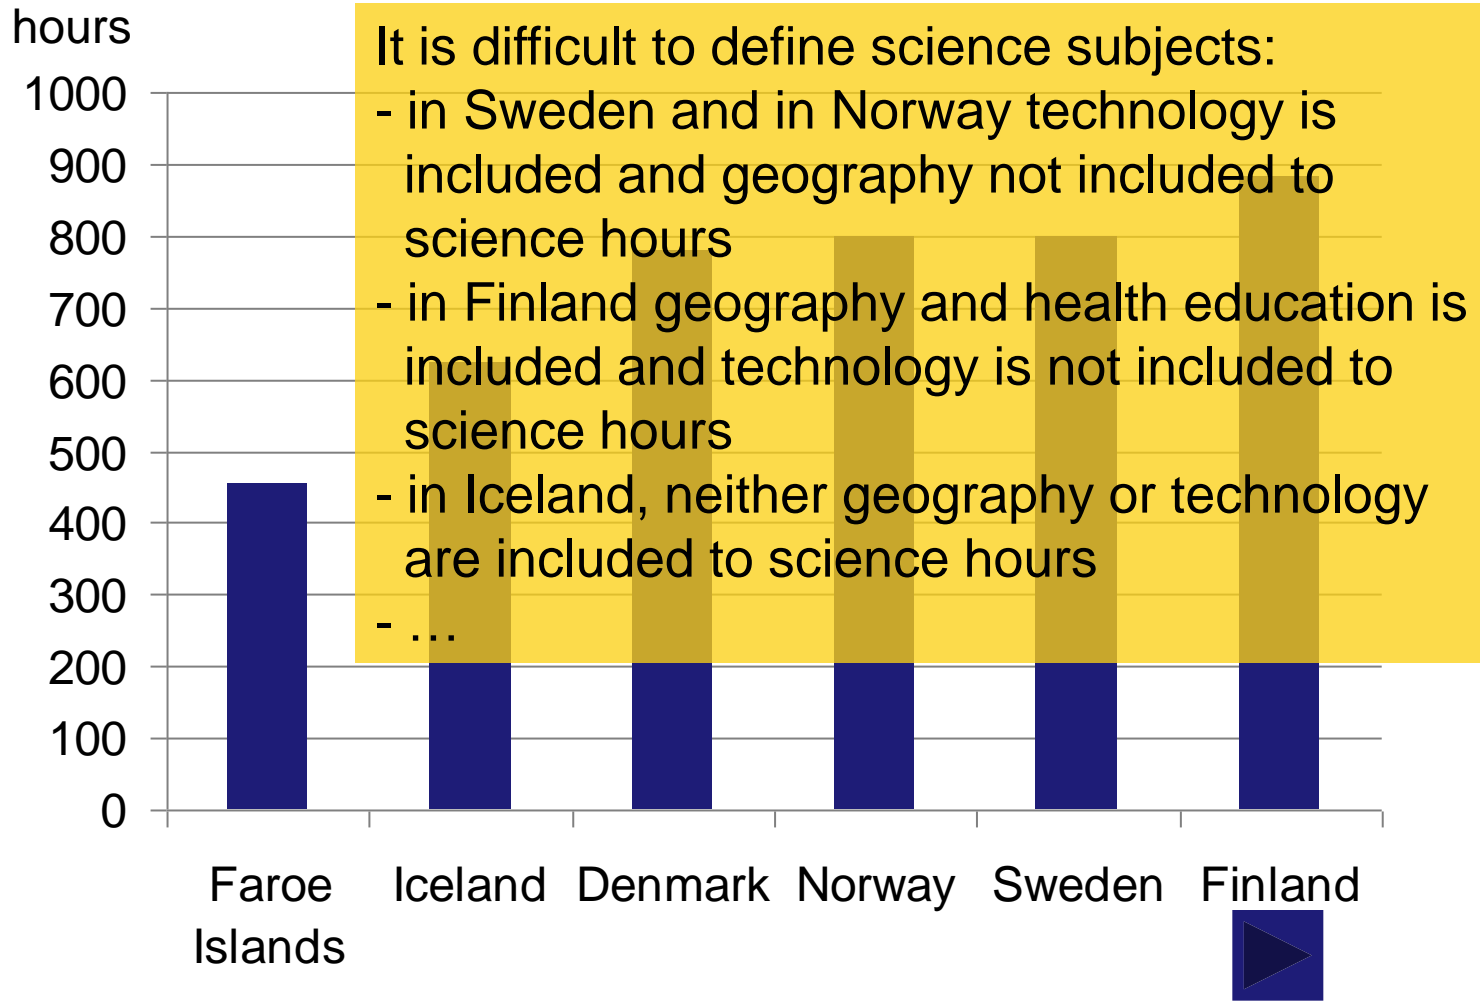 hours
It is difficult to define science subjects:
- in Sweden and in Norway technology is
included and geography not included to
science hours
- in Finland geography and health education is
included and technology is not included to
science hours
- in Iceland, neither geography or technology
are included to science hours
- …
1000
900
800
700
600
500
400
300
200
100
0
Faroe
Islands
Iceland
Denmark
Norway
Sweden
Finland